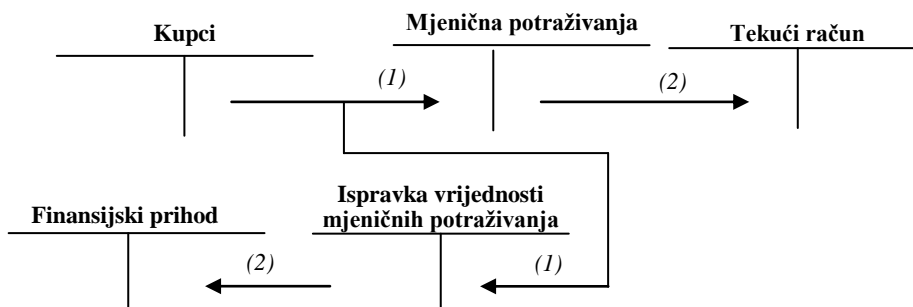 Kupci
Mjenična potraživanja
Tekući račun
(1)
(2)
Finansijski prihod
Ispravka vrijednosti
mjeničnih potraživanja
(2)
(1)